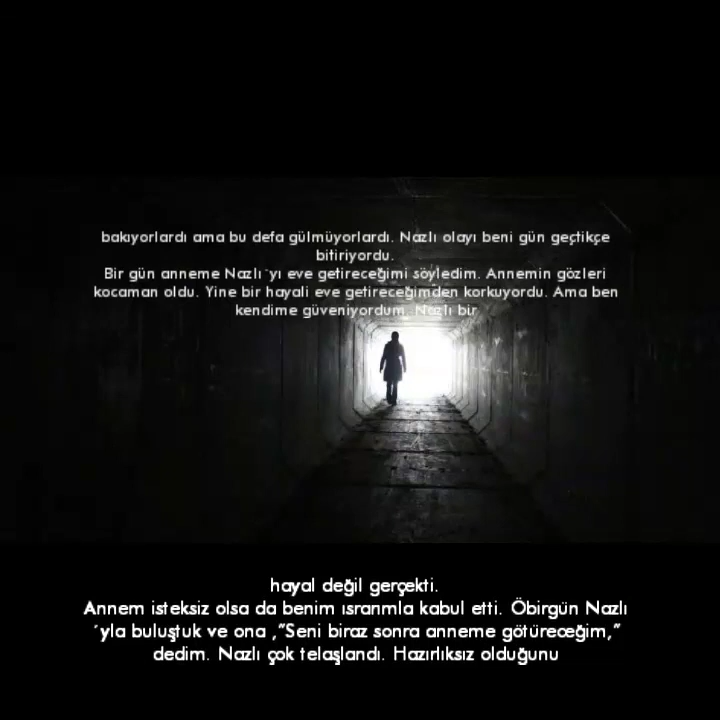 bakıyorlardı ama bu defa gülmüyorlardı. Nazlı olayı beni gün geçtikçe
bitiriyordu.
Bir gün anneme Nazlı´yı eve getireceğimi söyledim. Annemin gözleri
kocaman oldu. Yine bir hayali eve getireceğimden korkuyordu. Ama ben
kendime güveniyordum. Nazlı bir
hayal değil gerçekti.
Annem isteksiz olsa da benim ısrarımla kabul etti. Öbirgün Nazlı
´yla buluştuk ve ona ,"Seni biraz sonra anneme götüreceğim,"
dedim. Nazlı çok telaşlandı. Hazırlıksız olduğunu